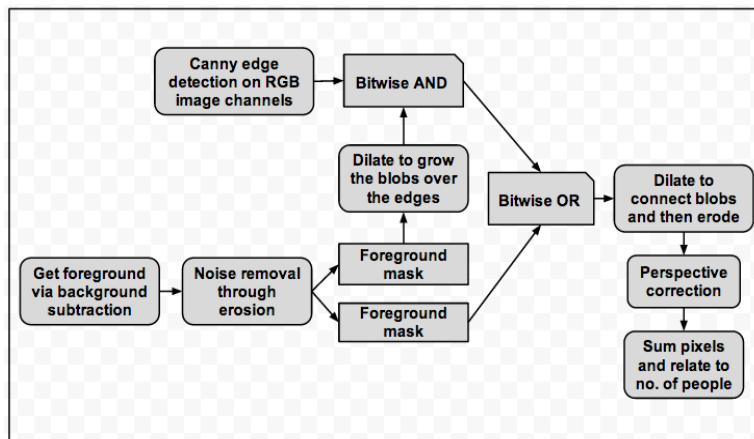 Canny edge
detection on RGB
image channels
Bitwise AND
Dilate to grow
the blobs over
the edges
Bitwise OR
Dilate to
connect blobs
and then erode
Get foreground
via background
subtraction
Noise removal
through
erosion
Foreground
mask
Foreground
mask
Perspective
correction
Sum pixels
and relate to
no. of people